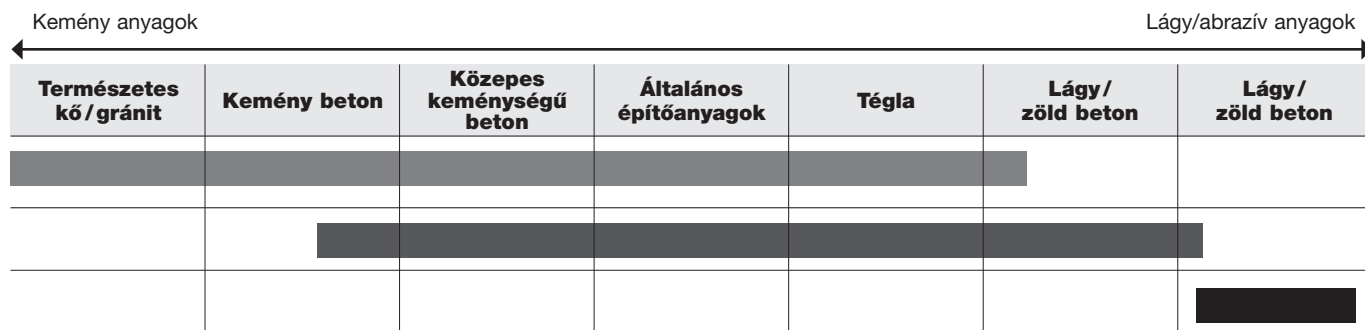 Kemény anyagok
Lágy/abrazív anyagok
Természetes
kő/gránit
Kemény beton
Közepes
keménységű
beton
Általános
építőanyagok
Tégla
Lágy/
zöld beton
Lágy/
zöld beton